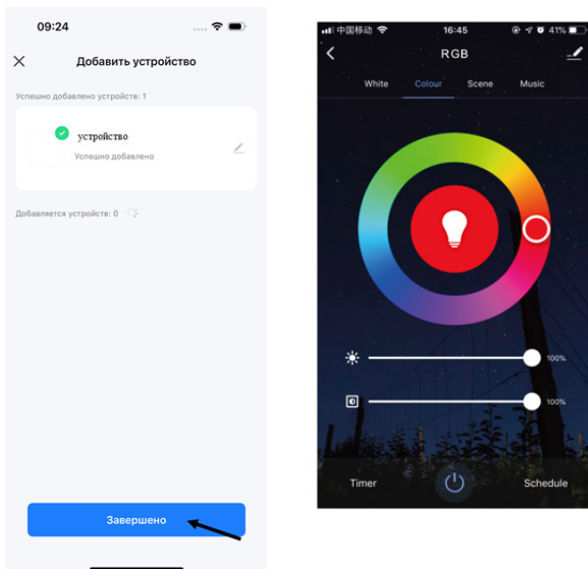 09:24
Добавить устройство
Успешно добавлено устройств: 1
устройство
Успешно добавлено
Добавляется устройств: 0
Завершено
中国移动 16:45 41%
RGB
White Colour Scene Music
100%
100%
Timer Schedule